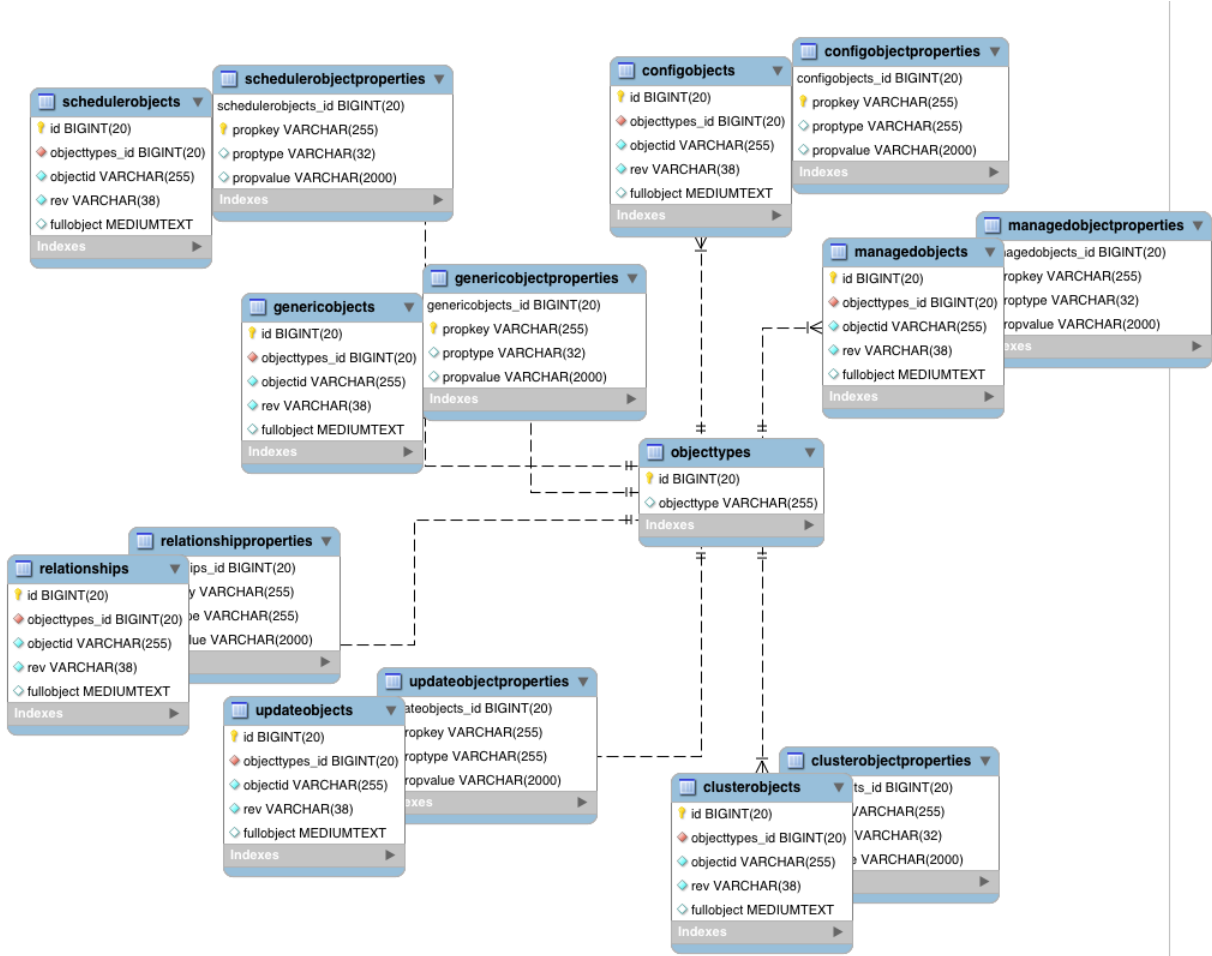 schedulerobjects
id BIGINT(20)
objecttypes_id BIGINT(20)
objectid VARCHAR(255)
rev VARCHAR(38)
fullobject MEDIUMTEXT
Indexes
schedulerobjectproperties
schedulerobjects_id BIGINT(20)
propkey VARCHAR(255)
proptype VARCHAR(32)
propvalue VARCHAR(2000)
Indexes
configobjects
id BIGINT(20)
objecttypes_id BIGINT(20)
objectid VARCHAR(255)
rev VARCHAR(38)
fullobject MEDIUMTEXT
Indexes
configobjectproperties
configobjects_id BIGINT(20)
propkey VARCHAR(255)
proptype VARCHAR(255)
propvalue VARCHAR(2000)
Indexes
managedobjects
id BIGINT(20)
objecttypes_id BIGINT(20)
objectid VARCHAR(255)
rev VARCHAR(38)
fullobject MEDIUMTEXT
Indexes
managedobjectproperties
nagedobjects_id BIGINT(20)
ropkey VARCHAR(255)
roptype VARCHAR(32)
ropvalue VARCHAR(2000)
exes
genericobjects
id BIGINT(20)
objecttypes_id BIGINT(20)
objectid VARCHAR(255)
rev VARCHAR(38)
fullobject MEDIUMTEXT
Indexes
genericobjectproperties
genericobjects_id BIGINT(20)
propkey VARCHAR(255)
proptype VARCHAR(32)
propvalue VARCHAR(2000)
Indexes
objecttypes
id BIGINT(20)
objecttype VARCHAR(255)
Indexes
relationships
id BIGINT(20)
objecttypes_id BIGINT(20)
objectid VARCHAR(255)
rev VARCHAR(38)
fullobject MEDIUMTEXT
Indexes
relationshipproperties
ips_id BIGINT(20)
y VARCHAR(255)
pe VARCHAR(255)
lue VARCHAR(2000)
updateobjects
id BIGINT(20)
objecttypes_id BIGINT(20)
objectid VARCHAR(255)
rev VARCHAR(38)
fullobject MEDIUMTEXT
Indexes
updateobjectproperties
ateobjects_id BIGINT(20)
ropkey VARCHAR(255)
roptype VARCHAR(255)
ropvalue VARCHAR(2000)
exes
clusterobjects
id BIGINT(20)
objecttypes_id BIGINT(20)
objectid VARCHAR(255)
rev VARCHAR(38)
fullobject MEDIUMTEXT
Indexes
clusterobjectproperties
ts_id BIGINT(20)
VARCHAR(255)
VARCHAR(32)
e VARCHAR(2000)